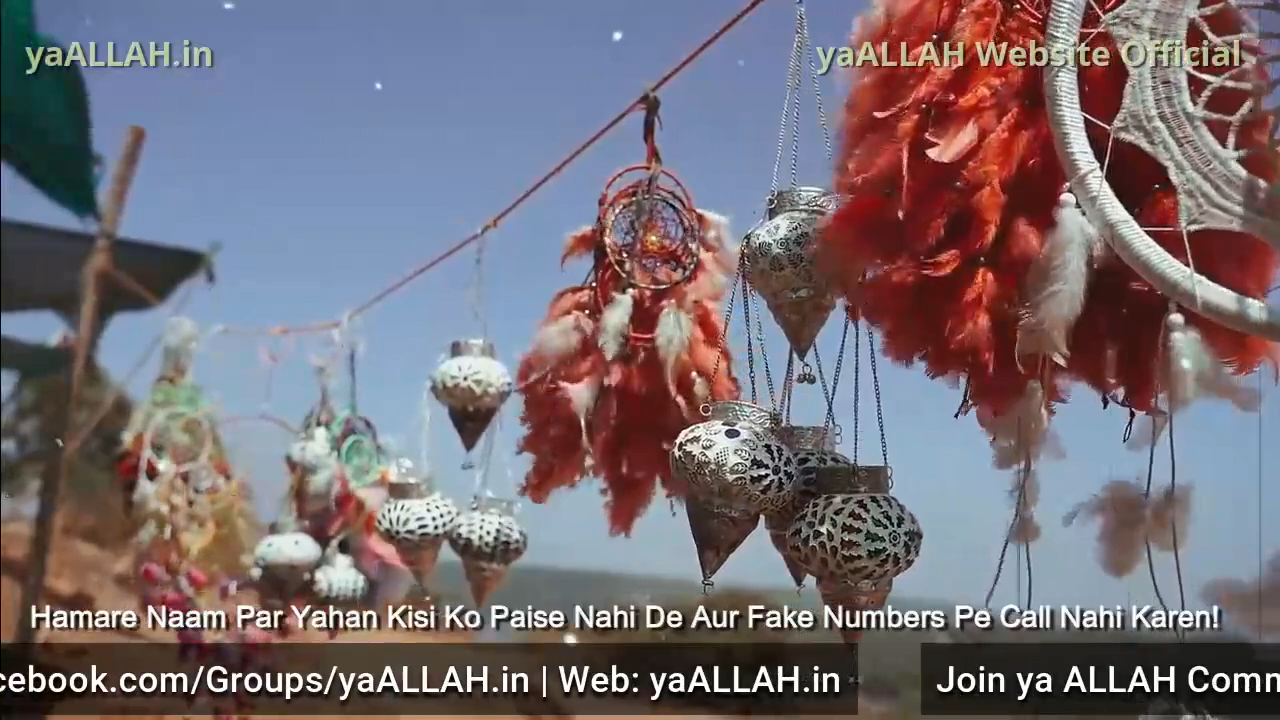 yaALLAH.in
yaALLAH Website Official
Hamare Naam Par Yahan Kisi Ko Paise Nahi De Aur Fake Numbers Pe Call Nahi Karen!
cebook.com/Groups/yaALLAH.in | Web: yaALLAH.in
Join ya ALLAH Comm